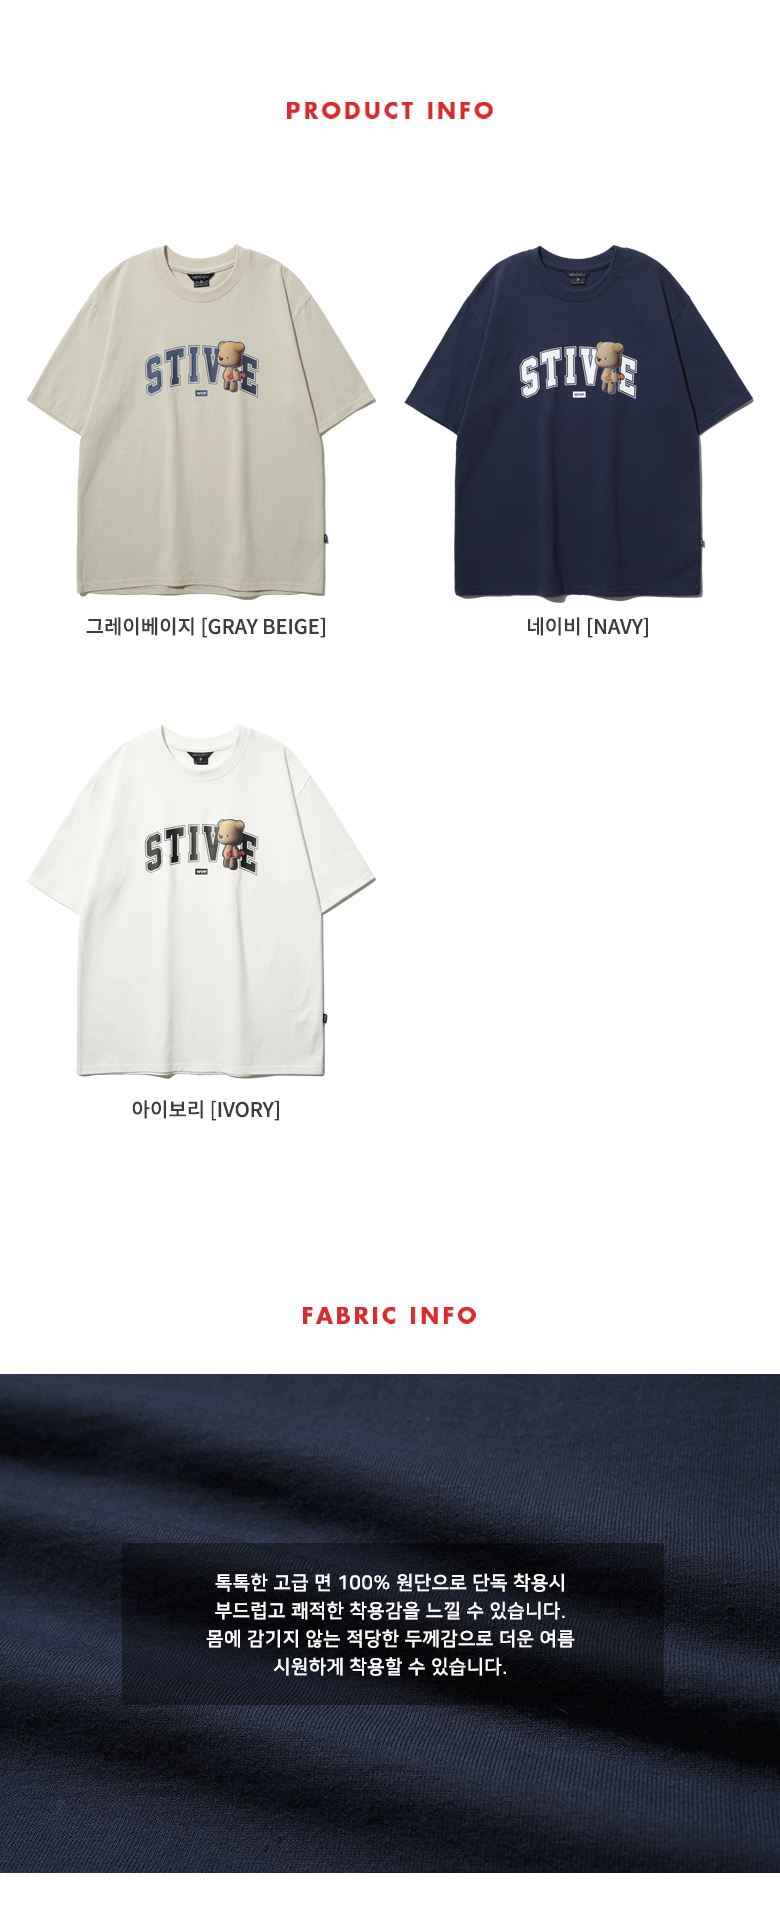 PRODUCT INFO
STIV E
STIV E
그레이베이지 [GRAY BEIGE]
네이비 [NAVY]
STIV E
아이보리 [IVORY]
FABRIC INFO
톡톡한 고급 면 100% 원단으로 단독 착용시
부드럽고 쾌적한 착용감을 느낄 수 있습니다.
몸에 감기지 않는 적당한 두께감으로 더운 여름
시원하게 착용할 수 있습니다.